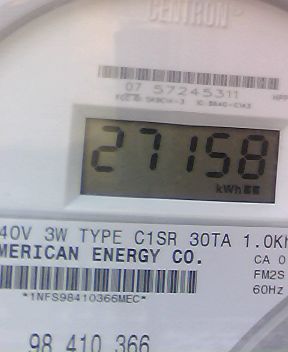 CENTRON
07 57245311
27158
kWh
40V 3W TYPE C1SR 30TA 1.0Kh
MERICAN ENERGY CO.
CA 0
FM2S
60Hz
*1NFS98410366MEC*
98 410 366